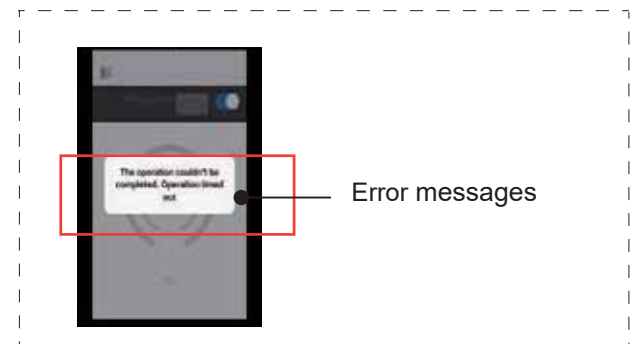 The operation couldn't be
completed. Operation timed
out
Error messages